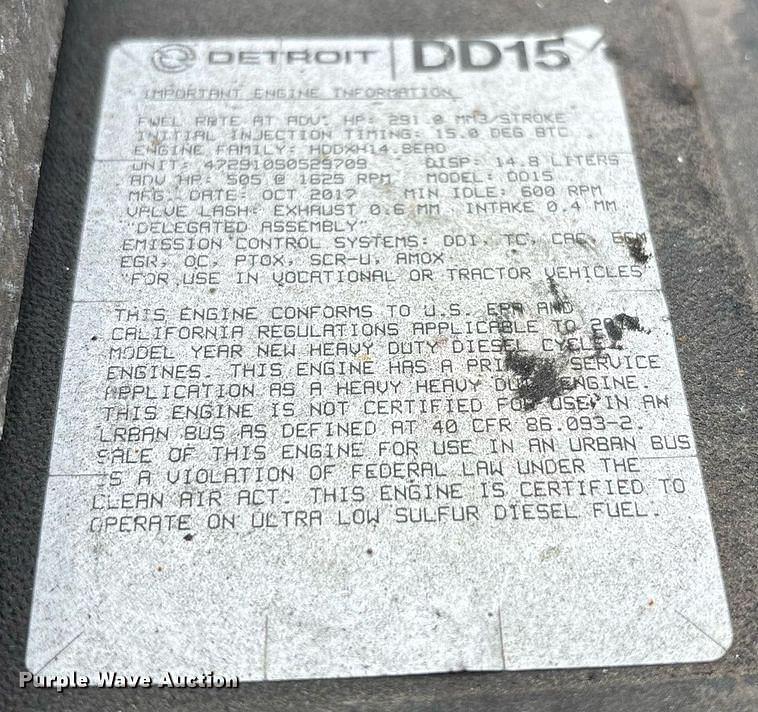 DETROIT DD15
IMPORTANT ENGINE INFORMATION
FUEL RATE AT ADV. HP: 291.0 MM3/STROKE
INITIAL INJECTION TIMING: 15.0 DEG BTC
ENGINE FAMILY: HDDXH14.8EAD
UNIT: 472910S0529709 DISP: 14.8 LITERS
ADV HP: 505 @ 1625 RPM MODEL: DD15
MFG. DATE: OCT 2017 MIN IDLE: 600 RPM
VALVE LASH: EXHAUST 0.6 MM INTAKE 0.4 MM
"DELEGATED ASSEMBLY"
EMISSION CONTROL SYSTEMS: DDI, TC, CAC,
EGR, OC, PTOX, SCR-U, AMOX
"FOR USE IN VOCATIONAL OR TRACTOR VEHICLES"
THIS ENGINE CONFORMS TO U.S. EPA AND
CALIFORNIA REGULATIONS APPLICABLE TO
MODEL YEAR NEW HEAVY DUTY DIESEL CYCLE
ENGINES. THIS ENGINE HAS A SERVICE
APPLICATION AS A HEAVY HEAVY DUTY ENGINE.
THIS ENGINE IS NOT CERTIFIED FOR USE IN AN
URBAN BUS AS DEFINED AT 40 CFR 86.093-2.
SALE OF THIS ENGINE FOR USE IN AN URBAN BUS
IS A VIOLATION OF FEDERAL LAW UNDER THE
CLEAN AIR ACT. THIS ENGINE IS CERTIFIED TO
OPERATE ON ULTRA LOW SULFUR DIESEL FUEL.
Purple Wave Auction